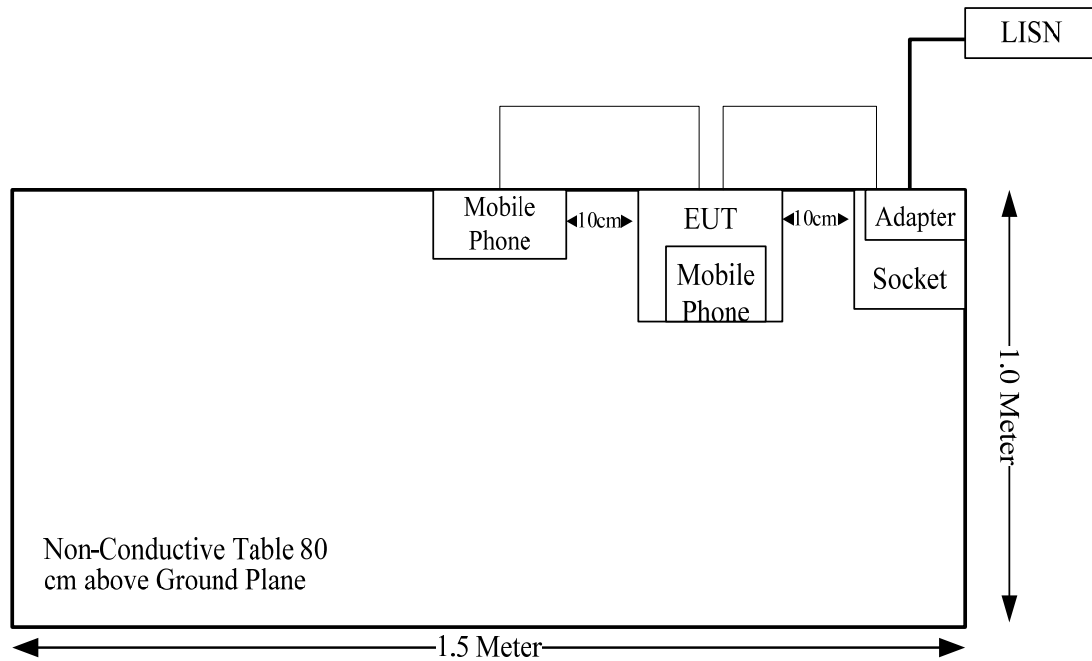 LISN
Mobile
Phone
10cm
EUT
10cm
Adapter
Mobile
Phone
Socket
1.0 Meter
Non-Conductive Table 80
cm above Ground Plane
1.5 Meter